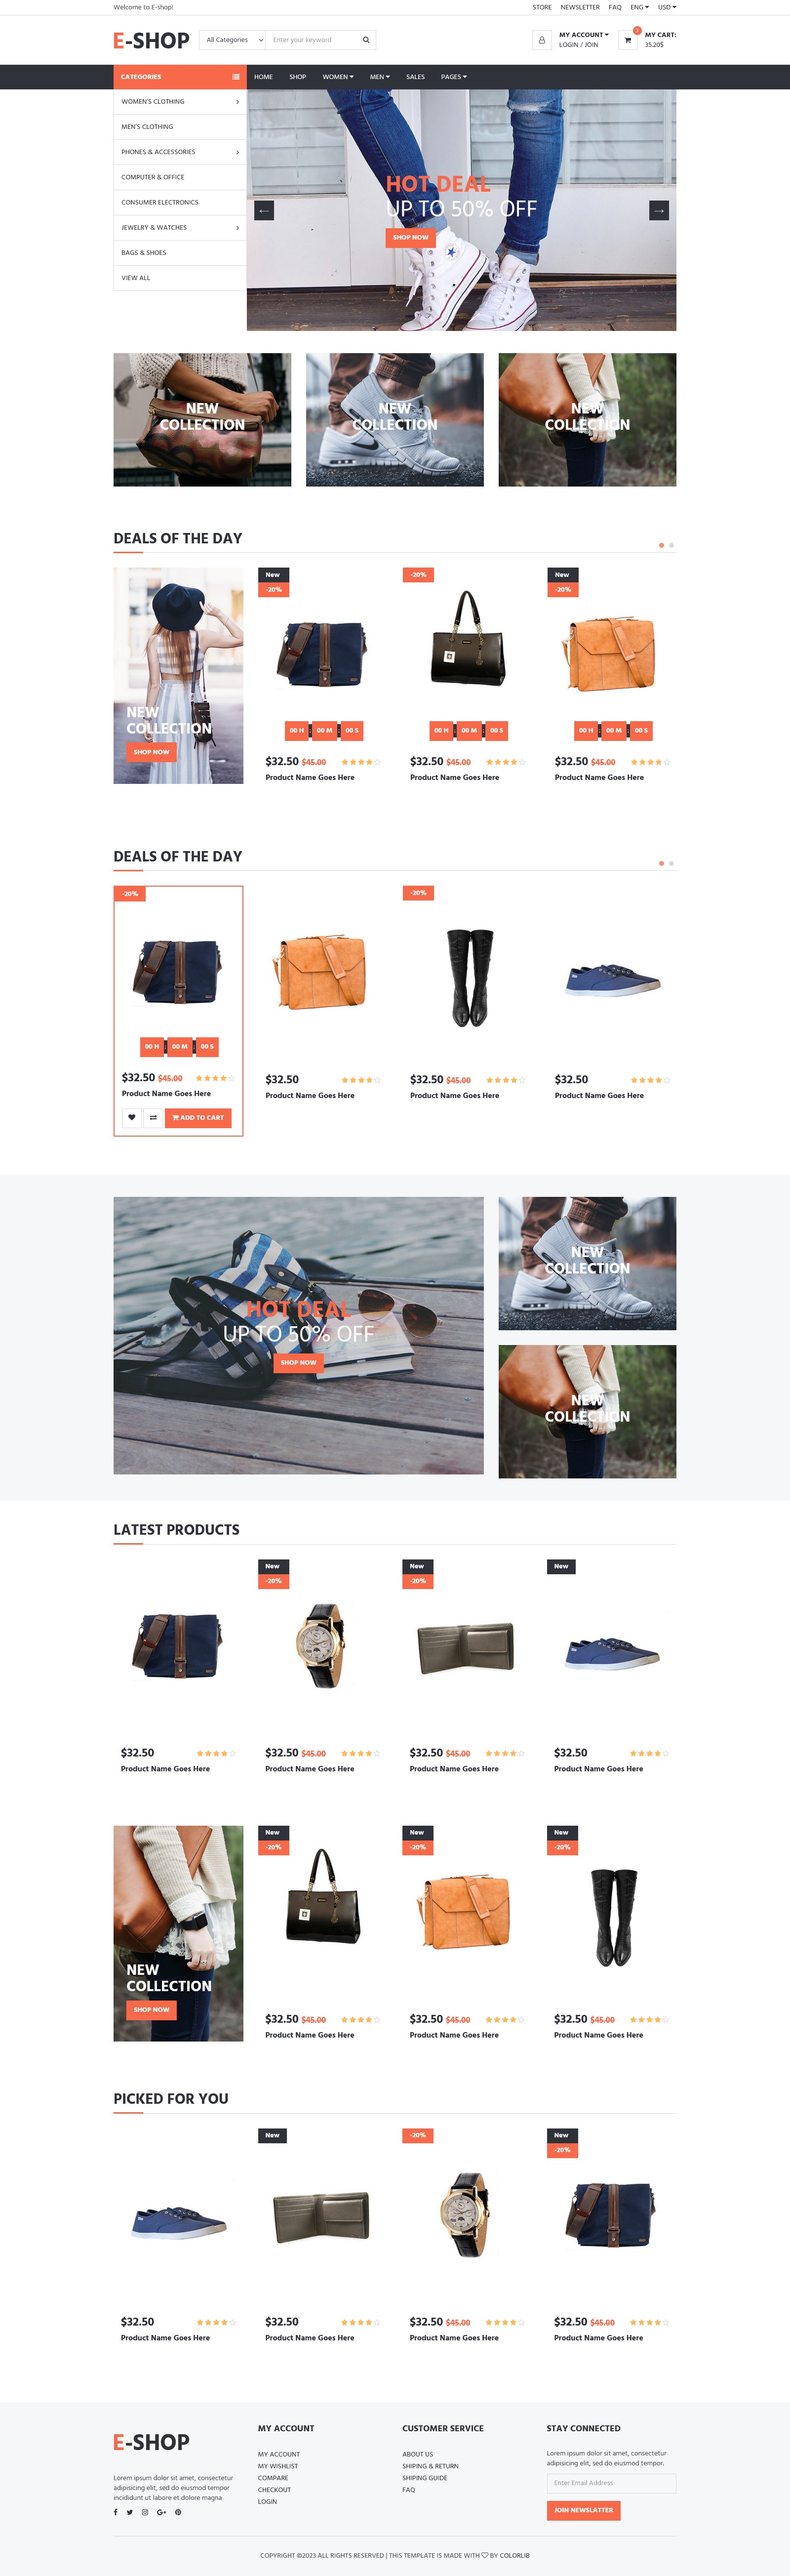 Welcome to E-shop!
STORE NEWSLETTER FAQ ENG USD
E-SHOP
All Categories
Enter your keyword
MY ACCOUNT
LOGIN / JOIN
3
MY CART:
35.20$
CATEGORIES
HOME SHOP WOMEN MEN SALES PAGES
WOMEN'S CLOTHING
MEN'S CLOTHING
PHONES & ACCESSORIES
COMPUTER & OFFICE
CONSUMER ELECTRONICS
JEWELRY & WATCHES
BAGS & SHOES
VIEW ALL
HOT DEAL
UP TO 50% OFF
SHOP NOW
NEW
COLLECTION
NEW
COLLECTION
NEW
COLLECTION
DEALS OF THE DAY
NEW
COLLECTION
SHOP NOW
New
-20%
00 H : 00 M : 00 S
$32.50 $45.00
Product Name Goes Here
-20%
00 H : 00 M : 00 S
$32.50 $45.00
Product Name Goes Here
New
-20%
00 H : 00 M : 00 S
$32.50 $45.00
Product Name Goes Here
DEALS OF THE DAY
-20%
00 H : 00 M : 00 S
$32.50 $45.00
Product Name Goes Here
ADD TO CART
$32.50
Product Name Goes Here
-20%
$32.50 $45.00
Product Name Goes Here
$32.50
Product Name Goes Here
HOT DEAL
UP TO 50% OFF
SHOP NOW
NEW
COLLECTION
NEW
COLLECTION
LATEST PRODUCTS
$32.50
Product Name Goes Here
New
-20%
$32.50 $45.00
Product Name Goes Here
New
-20%
$32.50 $45.00
Product Name Goes Here
New
$32.50
Product Name Goes Here
NEW
COLLECTION
SHOP NOW
New
-20%
$32.50 $45.00
Product Name Goes Here
New
-20%
$32.50 $45.00
Product Name Goes Here
New
-20%
$32.50 $45.00
Product Name Goes Here
PICKED FOR YOU
$32.50
Product Name Goes Here
New
$32.50
Product Name Goes Here
-20%
$32.50 $45.00
Product Name Goes Here
New
-20%
$32.50 $45.00
Product Name Goes Here
E-SHOP
Lorem ipsum dolor sit amet, consectetur
adipisicing elit, sed do eiusmod tempor
incididunt ut labore et dolore magna
MY ACCOUNT
MY ACCOUNT
MY WISHLIST
COMPARE
CHECKOUT
LOGIN
CUSTOMER SERVICE
ABOUT US
SHIPING & RETURN
SHIPING GUIDE
FAQ
STAY CONNECTED
Lorem ipsum dolor sit amet, consectetur
adipisicing elit, sed do eiusmod tempor.
Enter Email Address
JOIN NEWSLATTER
COPYRIGHT ©2023 ALL RIGHTS RESERVED | THIS TEMPLATE IS MADE WITH ♡ BY COLORLIB